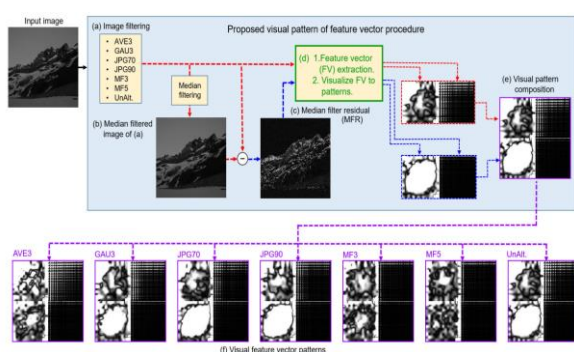 Input image
Proposed visual pattern of feature vector procedure
(a) Image filtering
• AVE3
• GAU3
• JPG70
• JPG90
• MF3
• MF5
• UnAlt.
Median
filtering
(b) Median filtered
image of (a)
(c) Median filter residual
(MFR)
(d) 1.Feature vector
(FV) extraction.
2. Visualize FV to
patterns.
(e) Visual pattern
composition
AVE3
GAU3
JPG70
JPG90
MF3
MF5
UnAlt.
(f) Visual feature vector patterns